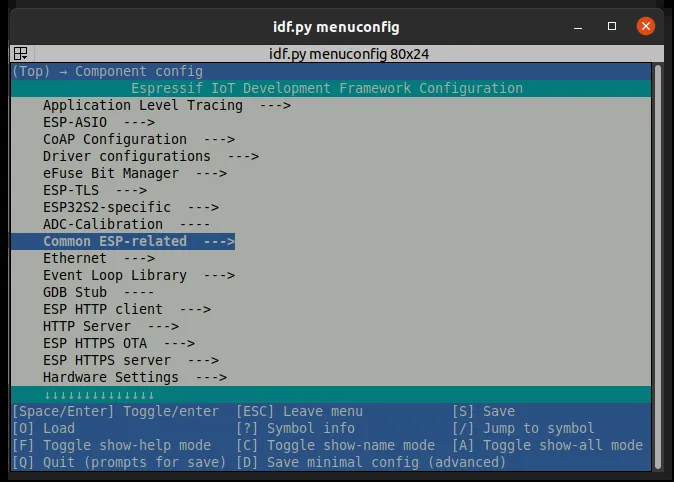 idf.py menuconfig
idf.py menuconfig 80x24
(Top) → Component config
Espressif IoT Development Framework Configuration
Application Level Tracing  --->
ESP-ASIO  --->
CoAP Configuration  --->
Driver configurations  --->
eFuse Bit Manager  --->
ESP-TLS  --->
ESP32S2-specific  --->
ADC-Calibration  ----
Common ESP-related  --->
Ethernet  --->
Event Loop Library  --->
GDB Stub  ----
ESP HTTP client  --->
HTTP Server  --->
ESP HTTPS OTA  --->
ESP HTTPS server  --->
Hardware Settings  --->
↓↓↓↓↓↓↓↓↓↓↓↓↓↓
[Space/Enter] Toggle/enter  [ESC] Leave menu           [S] Save
[O] Load                    [?] Symbol info            [/] Jump to symbol
[F] Toggle show-help mode   [C] Toggle show-name mode  [A] Toggle show-all mode
[Q] Quit (prompts for save) [D] Save minimal config (advanced)